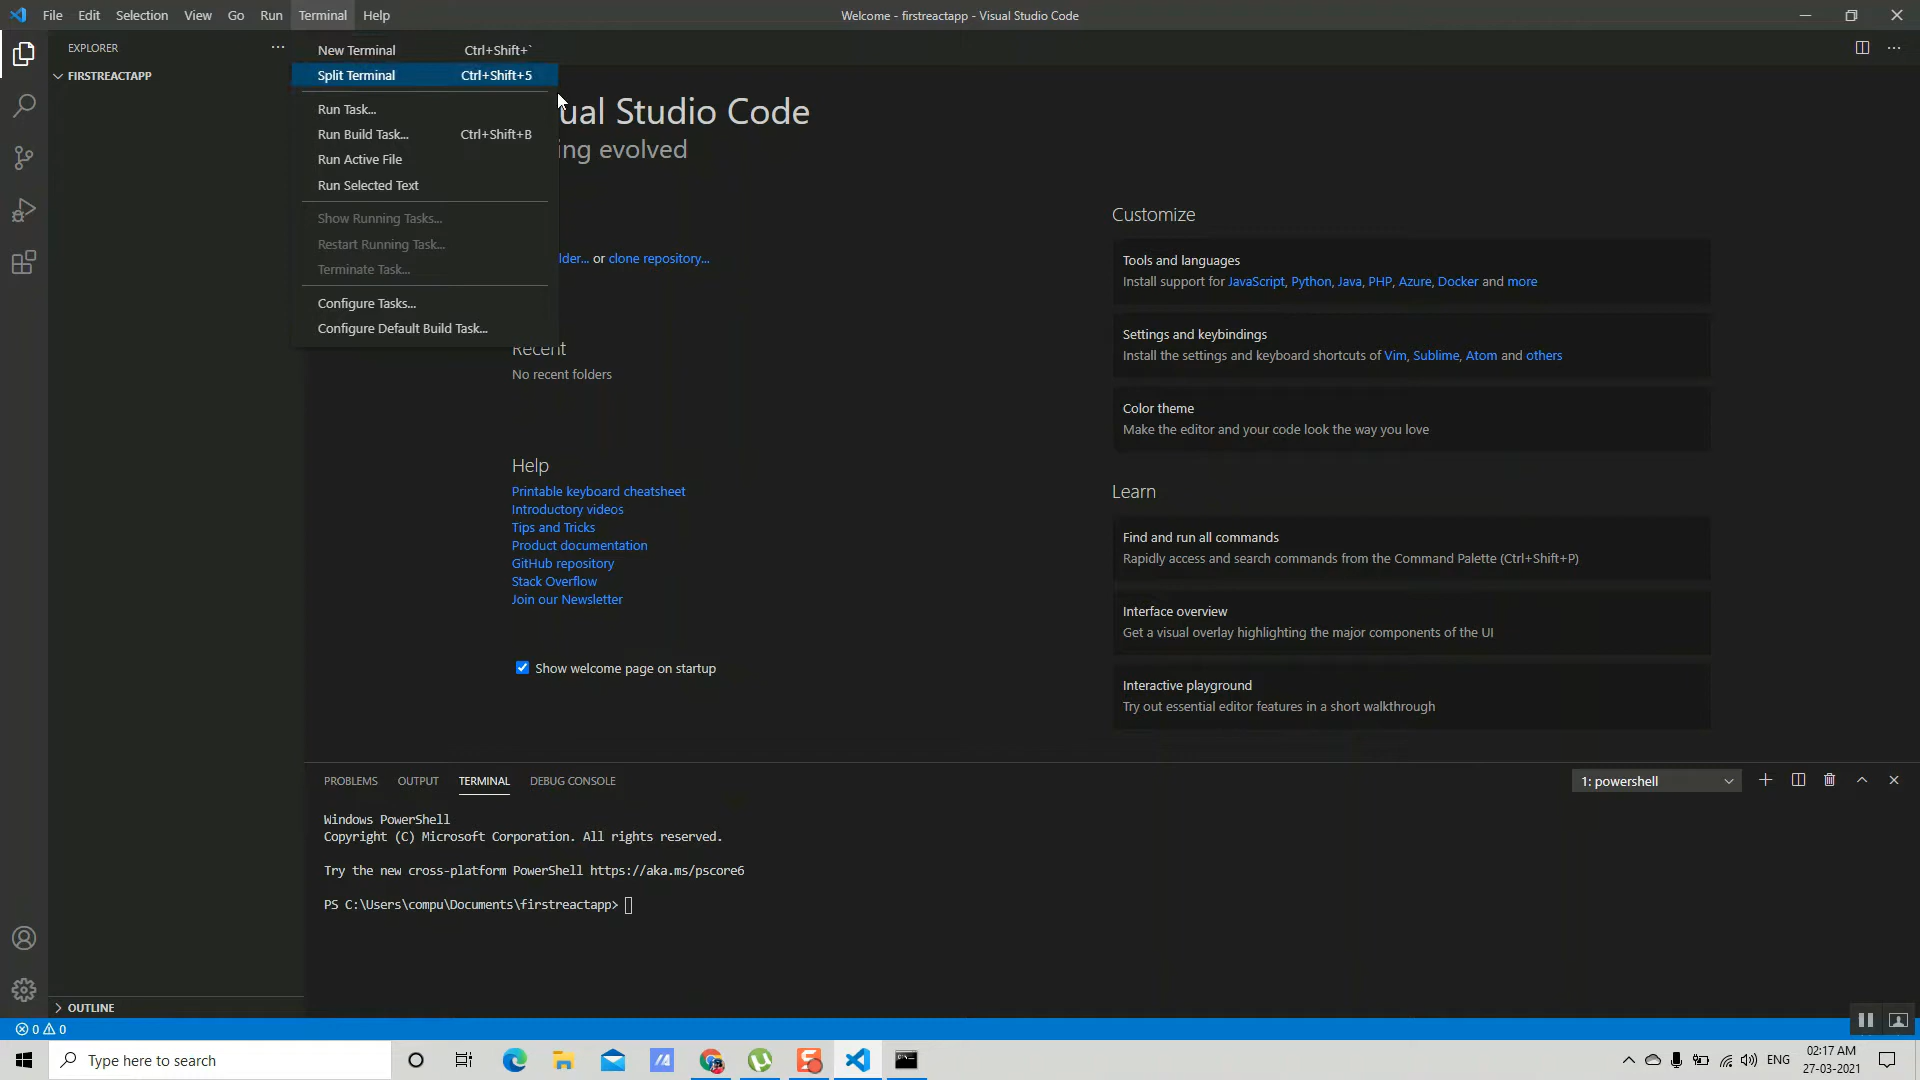 File Edit Selection View Go Run Terminal Help
Welcome - firstreactapp - Visual Studio Code
EXPLORER
FIRSTREACTAPP
New Terminal Ctrl+Shift+`
Split Terminal Ctrl+Shift+5
Run Task...
Run Build Task... Ctrl+Shift+B
Run Active File
Run Selected Text
Show Running Tasks...
Restart Running Task...
Terminate Task...
Configure Tasks...
Configure Default Build Task...
ual Studio Code
ing evolved
lder... or clone repository...
Recent
No recent folders
Help
Printable keyboard cheatsheet
Introductory videos
Tips and Tricks
Product documentation
GitHub repository
Stack Overflow
Join our Newsletter
Show welcome page on startup
Customize
Tools and languages
Install support for JavaScript, Python, Java, PHP, Azure, Docker and more
Settings and keybindings
Install the settings and keyboard shortcuts of Vim, Sublime, Atom and others
Color theme
Make the editor and your code look the way you love
Learn
Find and run all commands
Rapidly access and search commands from the Command Palette (Ctrl+Shift+P)
Interface overview
Get a visual overlay highlighting the major components of the UI
Interactive playground
Try out essential editor features in a short walkthrough
PROBLEMS OUTPUT TERMINAL DEBUG CONSOLE
1: powershell
Windows PowerShell
Copyright (C) Microsoft Corporation. All rights reserved.
Try the new cross-platform PowerShell https://aka.ms/pscore6
PS C:\Users\compu\Documents\firstreactapp>
OUTLINE
0 0
Type here to search
ENG
02:17 AM
27-03-2021